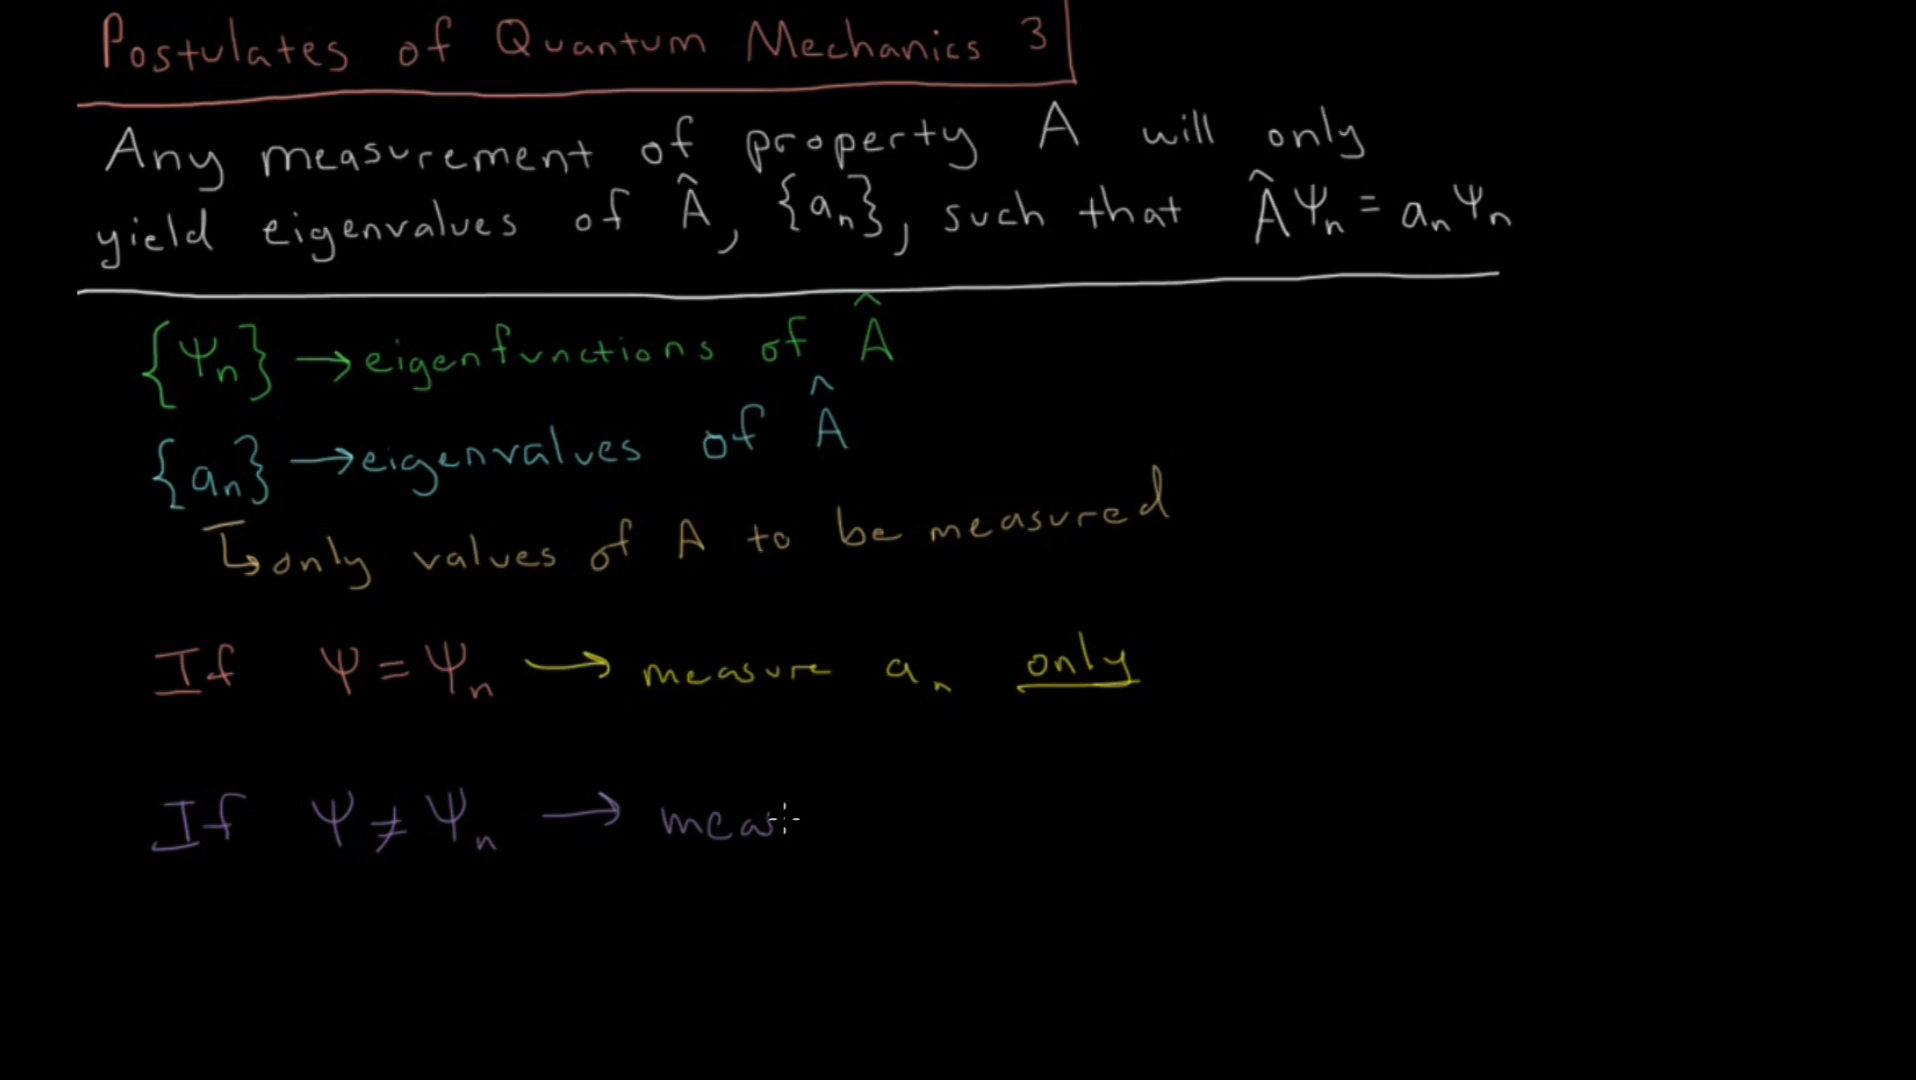 Postulates of Quantum Mechanics 3
Any measurement of property A will only
yield eigenvalues of Â, {aₙ}, such that ÂΨₙ = aₙΨₙ
{Ψₙ} → eigenfunctions of Â
{aₙ} → eigenvalues of Â
↳ only values of A to be measured
If Ψ = Ψₙ → measure aₙ only
If Ψ ≠ Ψₙ → meas